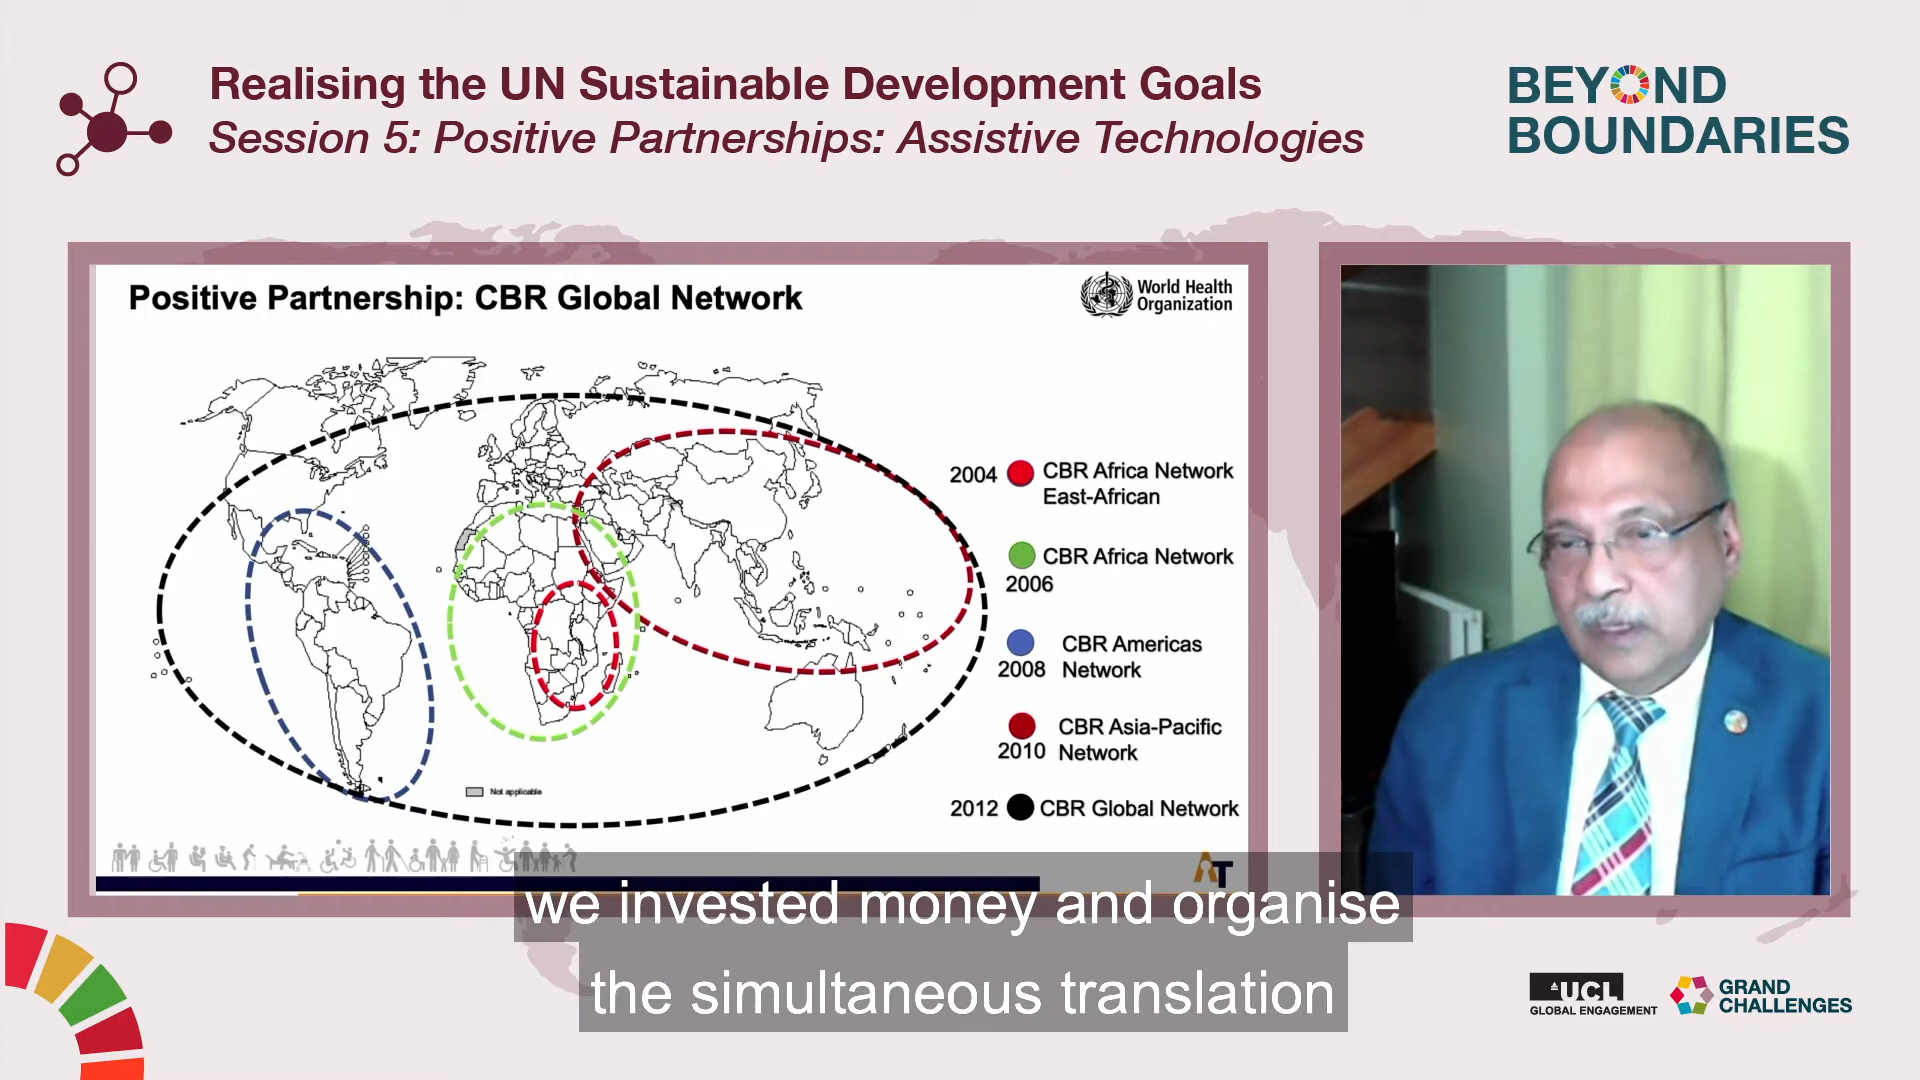 Realising the UN Sustainable Development Goals
Session 5: Positive Partnerships: Assistive Technologies
BEYOND
BOUNDARIES
Positive Partnership: CBR Global Network
World Health
Organization
2004 CBR Africa Network
East-African
CBR Africa Network
2006
CBR Americas
2008 Network
CBR Asia-Pacific
2010 Network
2012 CBR Global Network
Not applicable
AT
we invested money and organise
the simultaneous translation
UCL
GLOBAL ENGAGEMENT
GRAND
CHALLENGES